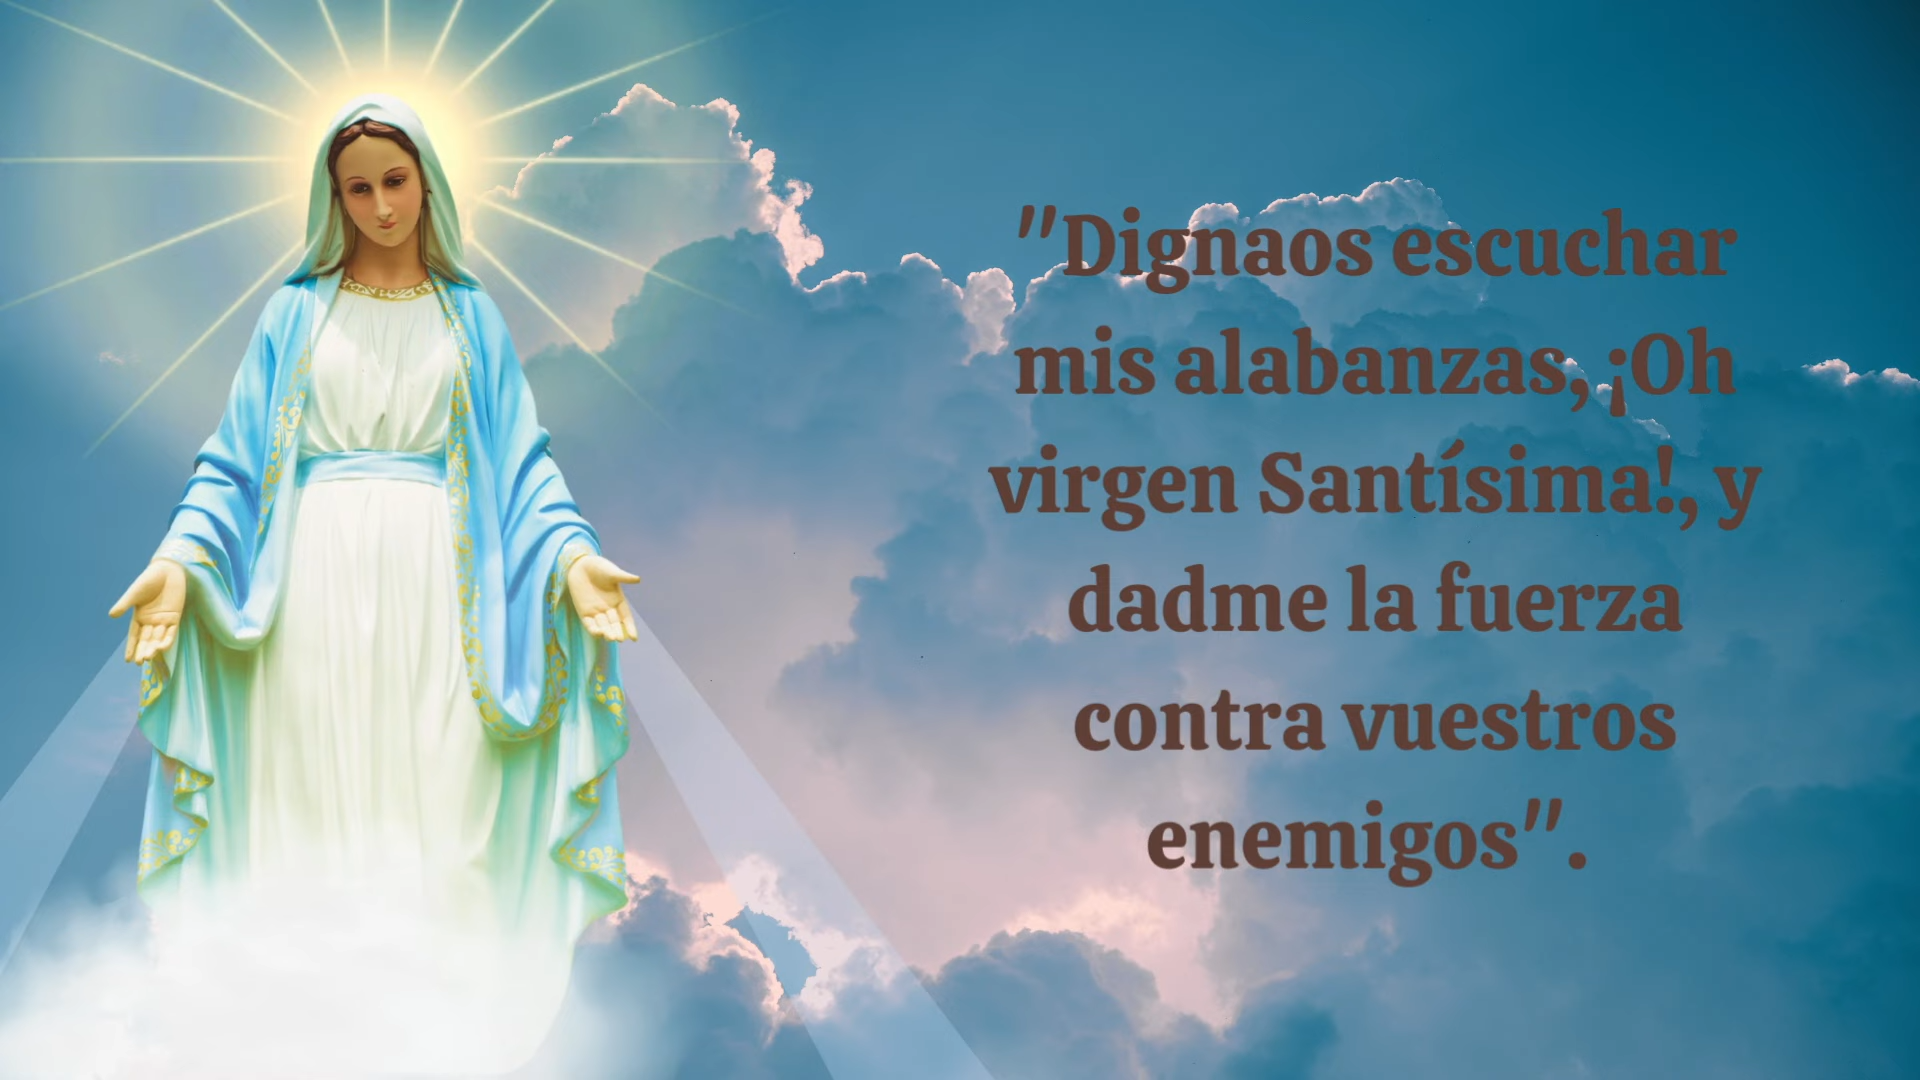 "Dignaos escuchar
mis alabanzas, ¡Oh
virgen Santísima!, y
dadme la fuerza
contra vuestros
enemigos".